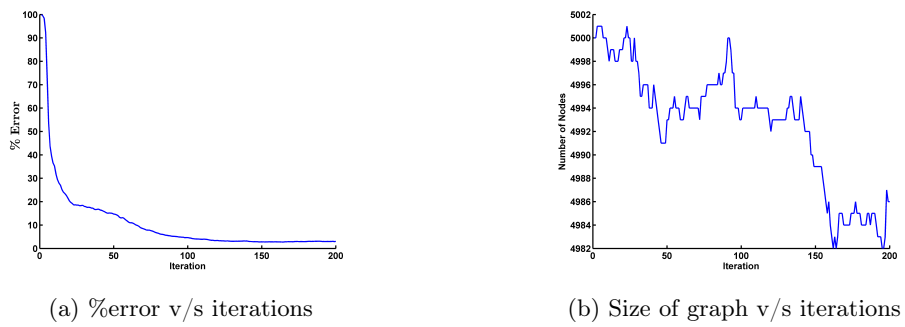 100
90
80
70
60
50
40
30
20
10
0
% Error
0 50 100 150 200
Iteration
(a) %error v/s iterations
5002
5000
4998
4996
4994
4992
4990
4988
4986
4984
4982
Number of Nodes
0 50 100 150 200
Iteration
(b) Size of graph v/s iterations